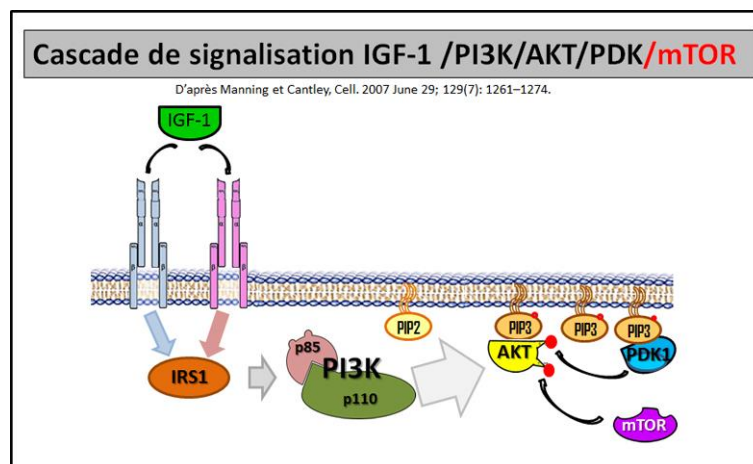 Cascade de signalisation IGF-1 /PI3K/AKT/PDK/mTOR
D'après Manning et Cantley, Cell. 2007 June 29; 129(7): 1261–1274.
IGF-1
α α α α
β β β β
PIP2
PIP3 PIP3 PIP3
AKT PDK1
p85
PI3K
IRS1
p110
mTOR